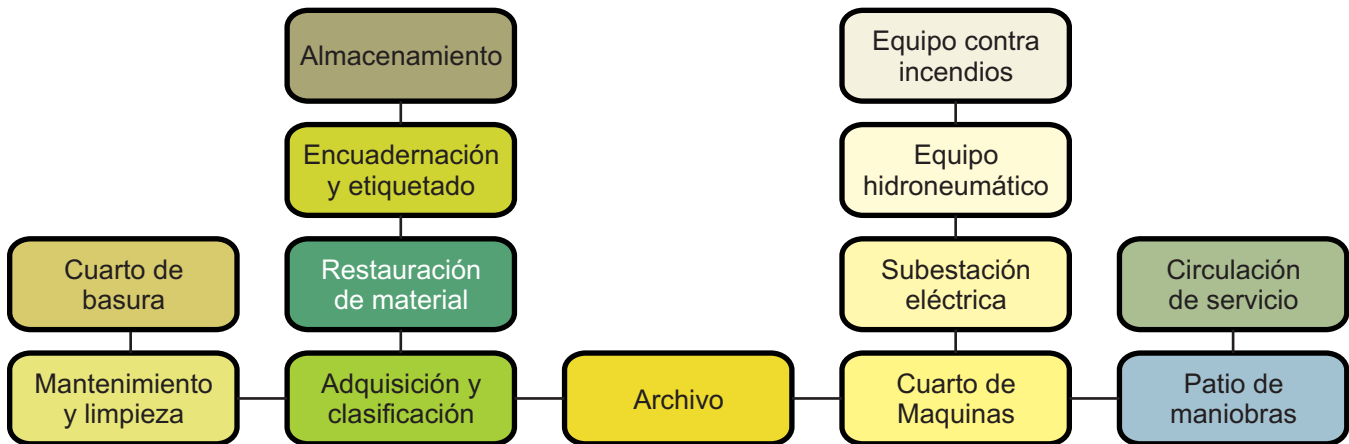 Almacenamiento
Equipo contra
incendios
Encuadernación
y etiquetado
Equipo
hidroneumático
Cuarto de
basura
Restauración
de material
Subestación
eléctrica
Circulación
de servicio
Mantenimiento
y limpieza
Adquisición y
clasificación
Archivo
Cuarto de
Maquinas
Patio de
maniobras